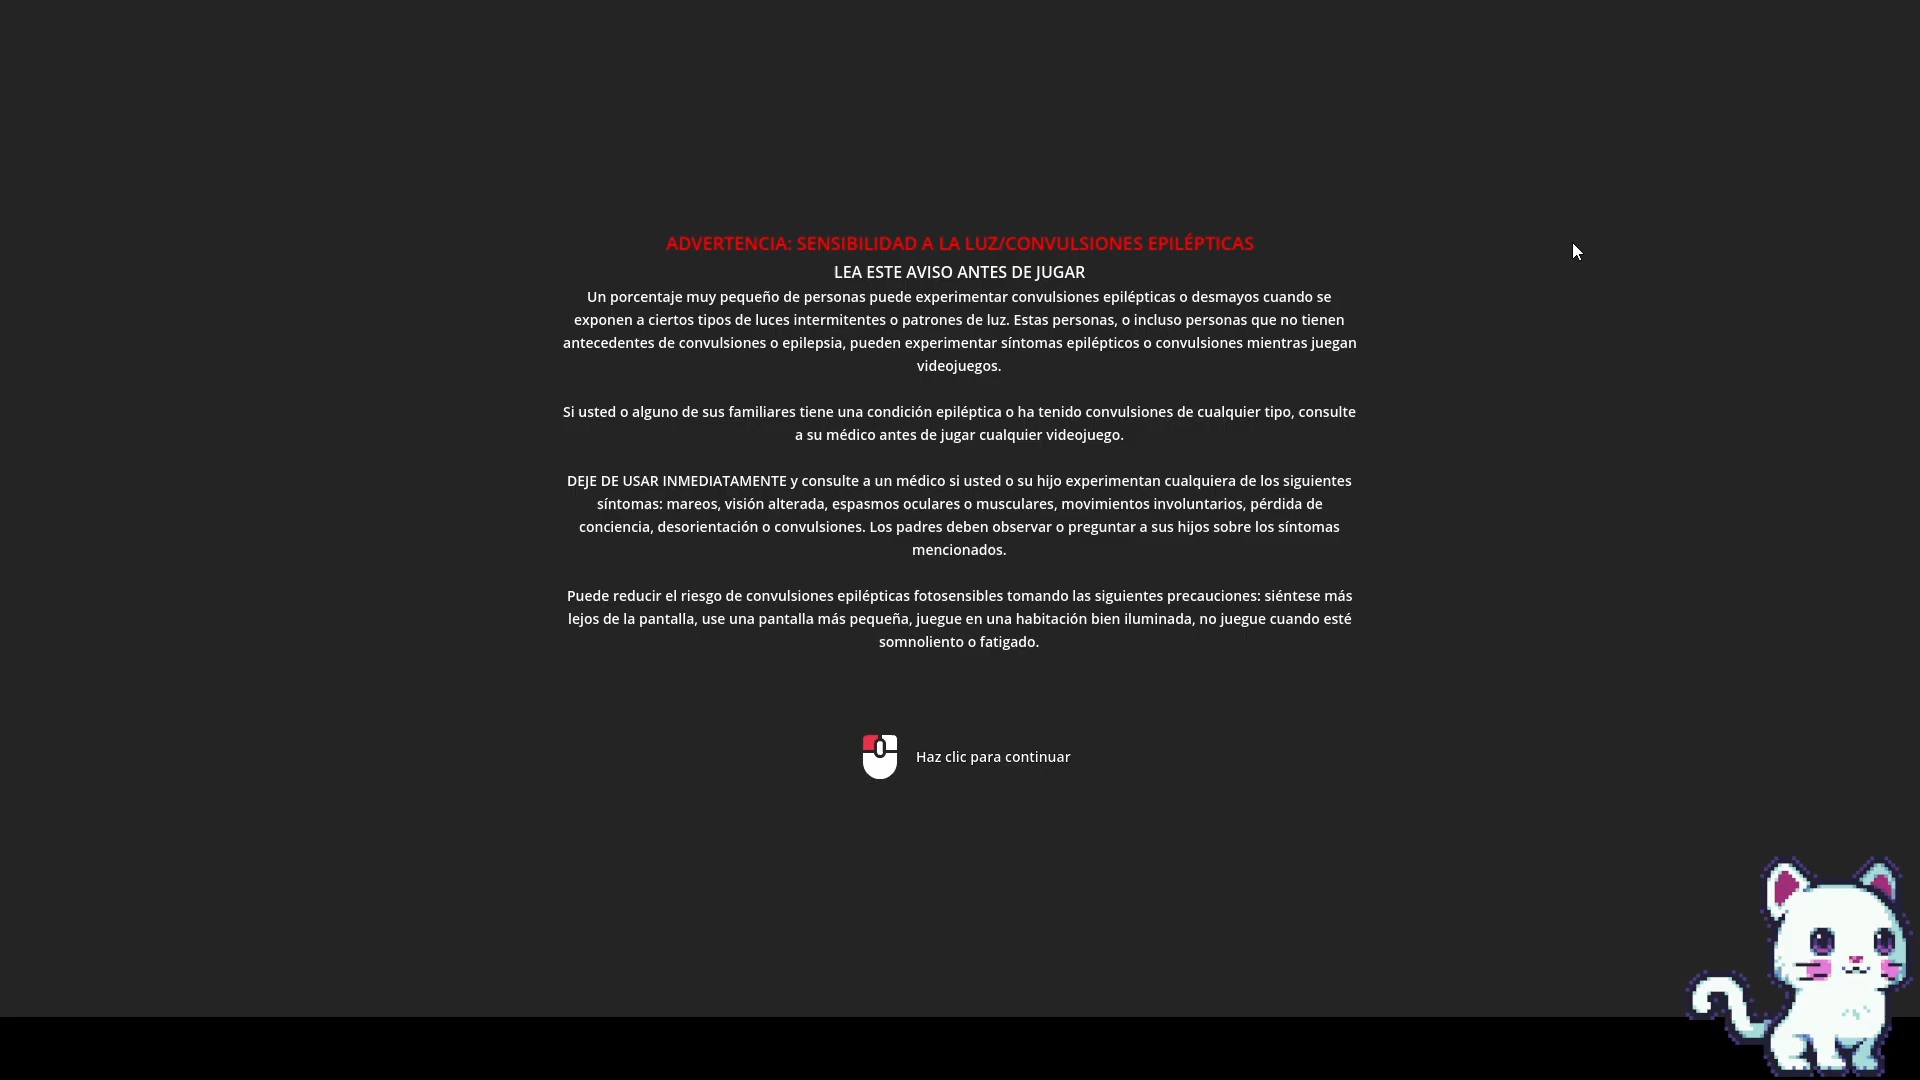 ADVERTENCIA: SENSIBILIDAD A LA LUZ/CONVULSIONES EPILÉPTICAS
LEA ESTE AVISO ANTES DE JUGAR
Un porcentaje muy pequeño de personas puede experimentar convulsiones epilépticas o desmayos cuando se
exponen a ciertos tipos de luces intermitentes o patrones de luz. Estas personas, o incluso personas que no tienen
antecedentes de convulsiones o epilepsia, pueden experimentar síntomas epilépticos o convulsiones mientras juegan
videojuegos.
Si usted o alguno de sus familiares tiene una condición epiléptica o ha tenido convulsiones de cualquier tipo, consulte
a su médico antes de jugar cualquier videojuego.
DEJE DE USAR INMEDIATAMENTE y consulte a un médico si usted o su hijo experimentan cualquiera de los siguientes
síntomas: mareos, visión alterada, espasmos oculares o musculares, movimientos involuntarios, pérdida de
conciencia, desorientación o convulsiones. Los padres deben observar o preguntar a sus hijos sobre los síntomas
mencionados.
Puede reducir el riesgo de convulsiones epilépticas fotosensibles tomando las siguientes precauciones: siéntese más
lejos de la pantalla, use una pantalla más pequeña, juegue en una habitación bien iluminada, no juegue cuando esté
somnoliento o fatigado.
Haz clic para continuar